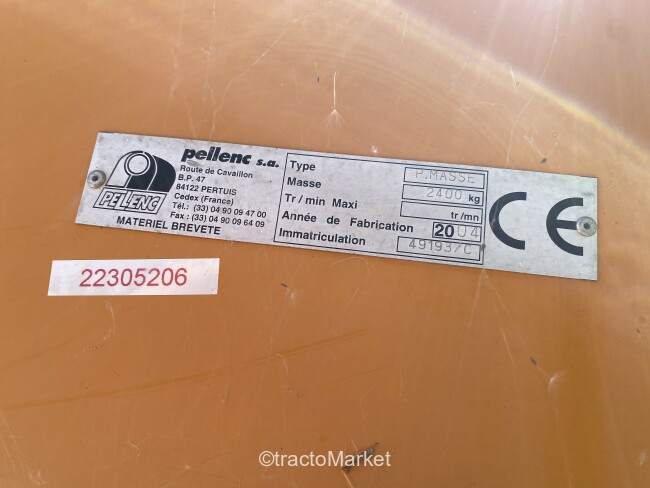 PELLENC
pellenc s.a.
Route de Cavaillon
B.P. 47
84122 PERTUIS
Cedex (France)
Tél.: (33) 04 90 09 47 00
Fax : (33) 04 90 09 64 09
MATERIEL BREVETE
Type P.MASSE
Masse 2400 kg
Tr / min Maxi tr/mn
Année de Fabrication 2004
Immatriculation 49193/C
CE
22305206
©tractoMarket